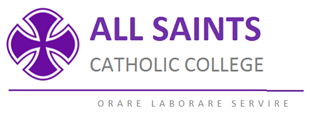 ALL SAINTS
CATHOLIC COLLEGE
ORARE LABORARE SERVIRE